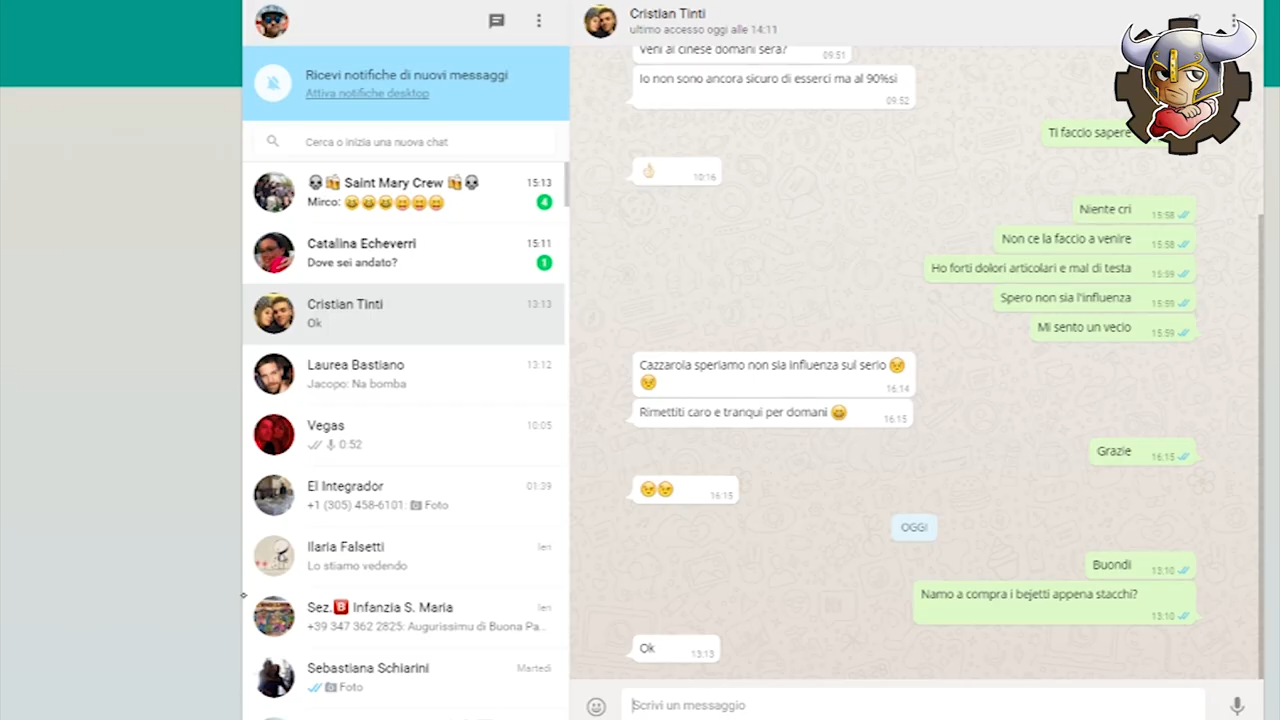 Ricevi notifiche di nuovi messaggi
Attiva notifiche desktop
Cerca o inizia una nuova chat
Saint Mary Crew 15:13
Mirco: 4
Catalina Echeverri 15:11
Dove sei andato? 1
Cristian Tinti 13:13
Ok
Laurea Bastiano 13:12
Jacopo: Na bomba
Vegas 10:05
0:52
El Integrador 01:39
+1 (305) 458-6101: Foto
Ilaria Falsetti Ieri
Lo stiamo vedendo
Sez. B Infanzia S. Maria Ieri
+39 347 362 2825: Augurissimu di Buona Pa...
Sebastiana Schiarini Martedì
Foto
Cristian Tinti
ultimo accesso oggi alle 14:11
Veni al cinese domani sera? 09:51
Io non sono ancora sicuro di esserci ma al 90%si
09:52
Ti faccio sapere
10:16
Niente cri 15:58
Non ce la faccio a venire 15:58
Ho forti dolori articolari e mal di testa 15:59
Spero non sia l'influenza 15:59
Mi sento un vecio 15:59
Cazzarola speriamo non sia influenza sul serio
16:14
Rimettiti caro e tranqui per domani 16:15
Grazie 16:15
16:15
OGGI
Buondi 13:10
Namo a compra i bejetti appena stacchi?
13:10
Ok 13:13
Scrivi un messaggio